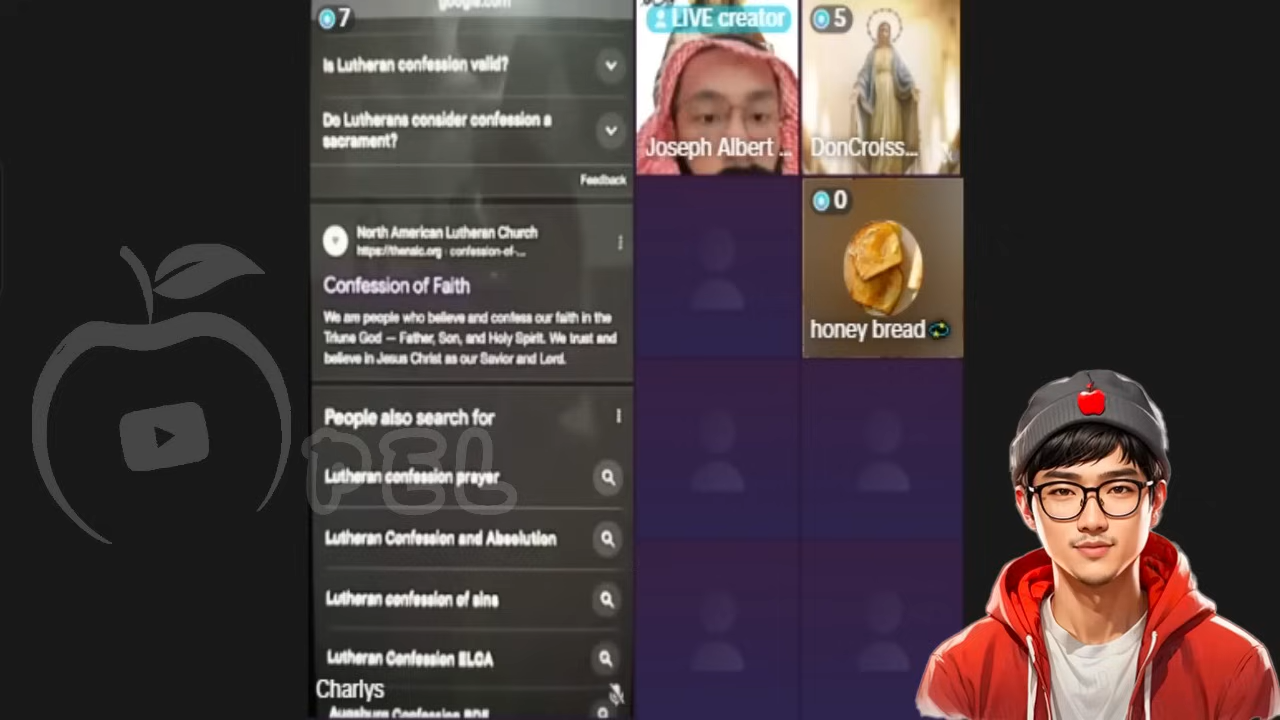 google.com
7
Is Lutheran confession valid?
Do Lutherans consider confession a
sacrament?
Feedback
North American Lutheran Church
https://thenalc.org › confession-of-...
Confession of Faith
We are people who believe and confess our faith in the
Triune God — Father, Son, and Holy Spirit. We trust and
believe in Jesus Christ as our Savior and Lord.
People also search for
Lutheran confession prayer
Lutheran Confession and Absolution
Lutheran confession of sins
Lutheran Confession ELCA
Charlys
Augsburg Confession PDF
LIVE creator
Joseph Albert ...
5
DonCroiss...
0
honey bread
PEL